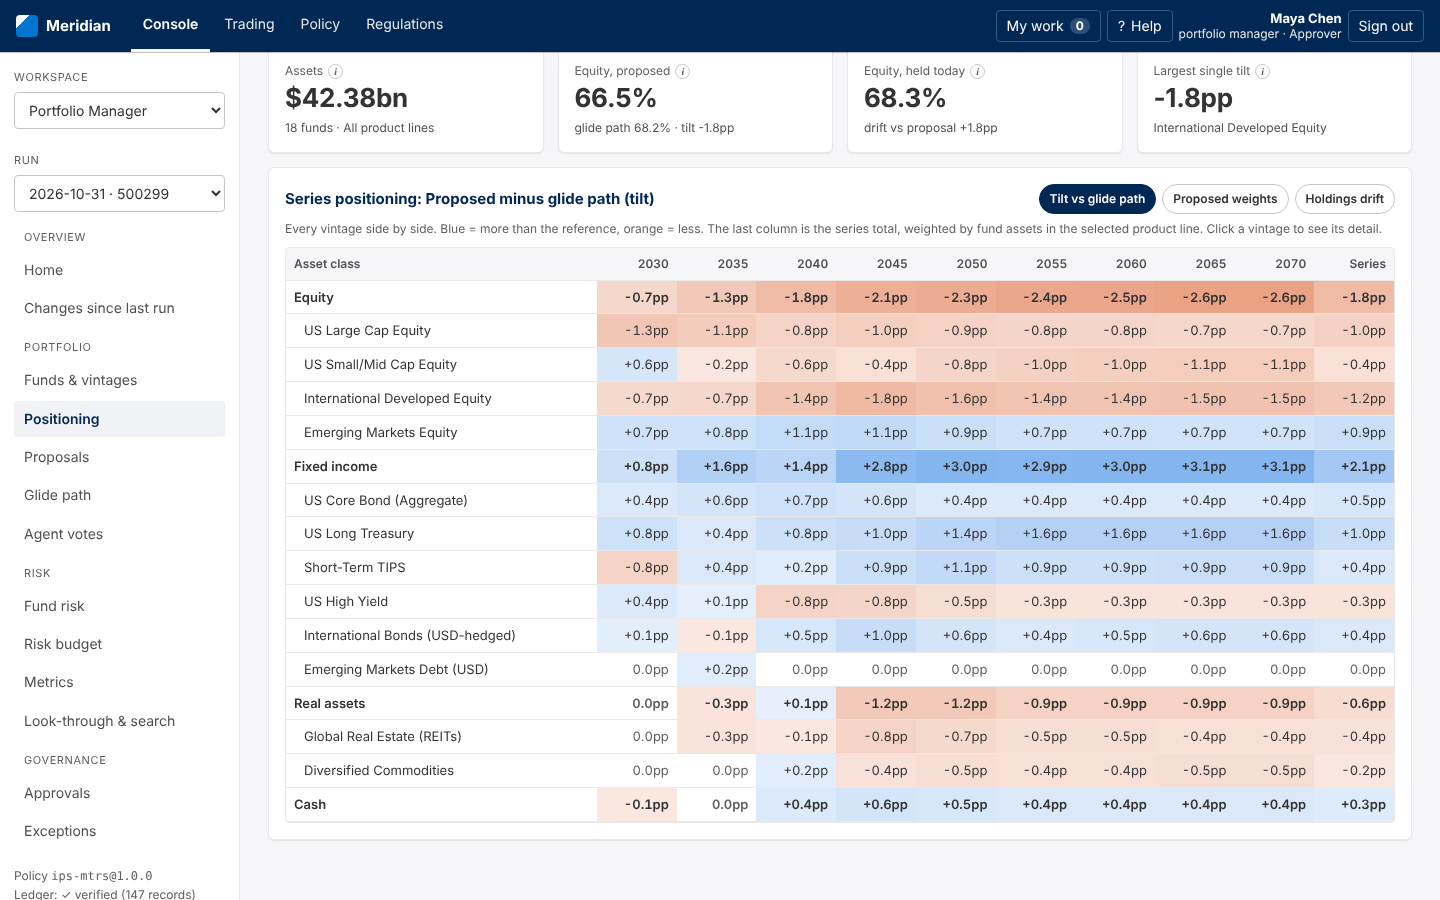 Meridian Console Trading Policy Regulations My work 0 ? Help Maya Chen portfolio manager · Approver Sign out
WORKSPACE
Portfolio Manager
RUN
2026-10-31 · 500299
OVERVIEW
Home
Changes since last run
PORTFOLIO
Funds & vintages
Positioning
Proposals
Glide path
Agent votes
RISK
Fund risk
Risk budget
Metrics
Look-through & search
GOVERNANCE
Approvals
Exceptions
Policy ips-mtrs@1.0.0
Ledger: ✓ verified (147 records)
Assets i
$42.38bn
18 funds · All product lines
Equity, proposed i
66.5%
glide path 68.2% · tilt -1.8pp
Equity, held today i
68.3%
drift vs proposal +1.8pp
Largest single tilt i
-1.8pp
International Developed Equity
Series positioning: Proposed minus glide path (tilt) Tilt vs glide path Proposed weights Holdings drift
Every vintage side by side. Blue = more than the reference, orange = less. The last column is the series total, weighted by fund assets in the selected product line. Click a vintage to see its detail.
Asset class 2030 2035 2040 2045 2050 2055 2060 2065 2070 Series
Equity -0.7pp -1.3pp -1.8pp -2.1pp -2.3pp -2.4pp -2.5pp -2.6pp -2.6pp -1.8pp
US Large Cap Equity -1.3pp -1.1pp -0.8pp -1.0pp -0.9pp -0.8pp -0.8pp -0.7pp -0.7pp -1.0pp
US Small/Mid Cap Equity +0.6pp -0.2pp -0.6pp -0.4pp -0.8pp -1.0pp -1.0pp -1.1pp -1.1pp -0.4pp
International Developed Equity -0.7pp -0.7pp -1.4pp -1.8pp -1.6pp -1.4pp -1.4pp -1.5pp -1.5pp -1.2pp
Emerging Markets Equity +0.7pp +0.8pp +1.1pp +1.1pp +0.9pp +0.7pp +0.7pp +0.7pp +0.7pp +0.9pp
Fixed income +0.8pp +1.6pp +1.4pp +2.8pp +3.0pp +2.9pp +3.0pp +3.1pp +3.1pp +2.1pp
US Core Bond (Aggregate) +0.4pp +0.6pp +0.7pp +0.6pp +0.4pp +0.4pp +0.4pp +0.4pp +0.4pp +0.5pp
US Long Treasury +0.8pp +0.4pp +0.8pp +1.0pp +1.4pp +1.6pp +1.6pp +1.6pp +1.6pp +1.0pp
Short-Term TIPS -0.8pp +0.4pp +0.2pp +0.9pp +1.1pp +0.9pp +0.9pp +0.9pp +0.9pp +0.4pp
US High Yield +0.4pp +0.1pp -0.8pp -0.8pp -0.5pp -0.3pp -0.3pp -0.3pp -0.3pp -0.3pp
International Bonds (USD-hedged) +0.1pp -0.1pp +0.5pp +1.0pp +0.6pp +0.4pp +0.5pp +0.6pp +0.6pp +0.4pp
Emerging Markets Debt (USD) 0.0pp +0.2pp 0.0pp 0.0pp 0.0pp 0.0pp 0.0pp 0.0pp 0.0pp 0.0pp
Real assets 0.0pp -0.3pp +0.1pp -1.2pp -1.2pp -0.9pp -0.9pp -0.9pp -0.9pp -0.6pp
Global Real Estate (REITs) 0.0pp -0.3pp -0.1pp -0.8pp -0.7pp -0.5pp -0.5pp -0.4pp -0.4pp -0.4pp
Diversified Commodities 0.0pp 0.0pp +0.2pp -0.4pp -0.5pp -0.4pp -0.4pp -0.5pp -0.5pp -0.2pp
Cash -0.1pp 0.0pp +0.4pp +0.6pp +0.5pp +0.4pp +0.4pp +0.4pp +0.4pp +0.3pp